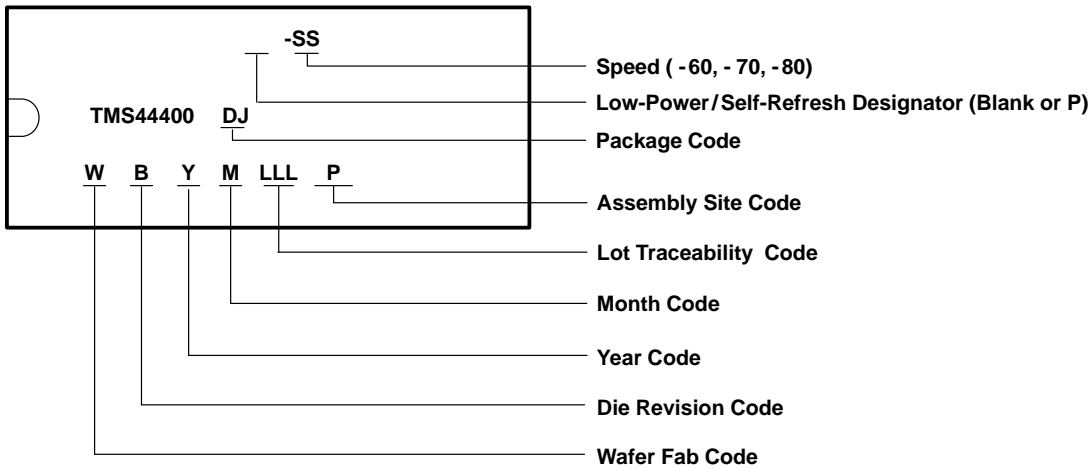 -SS
Speed ( -60, - 70, -80)
Low-Power/Self-Refresh Designator (Blank or P)
TMS44400 DJ
Package Code
W B Y M LLL P
Assembly Site Code
Lot Traceability Code
Month Code
Year Code
Die Revision Code
Wafer Fab Code